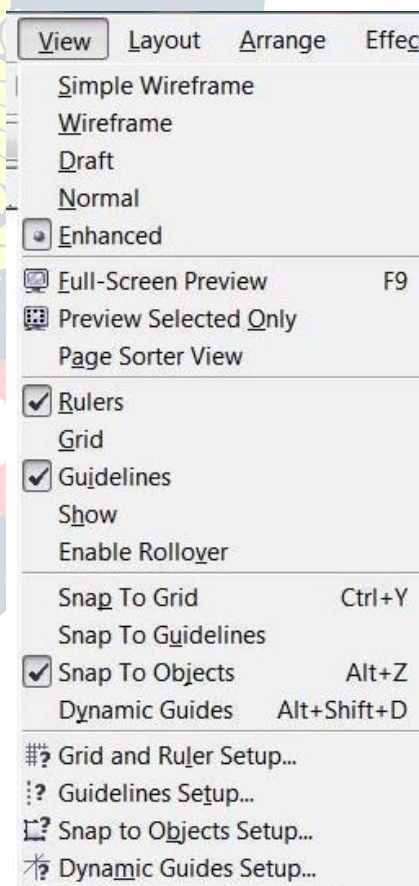 View Layout Arrange Effec
Simple Wireframe
Wireframe
Draft
Normal
Enhanced
Full-Screen Preview F9
Preview Selected Only
Page Sorter View
Rulers
Grid
Guidelines
Show
Enable Rollover
Snap To Grid Ctrl+Y
Snap To Guidelines
Snap To Objects Alt+Z
Dynamic Guides Alt+Shift+D
Grid and Ruler Setup...
Guidelines Setup...
Snap to Objects Setup...
Dynamic Guides Setup...